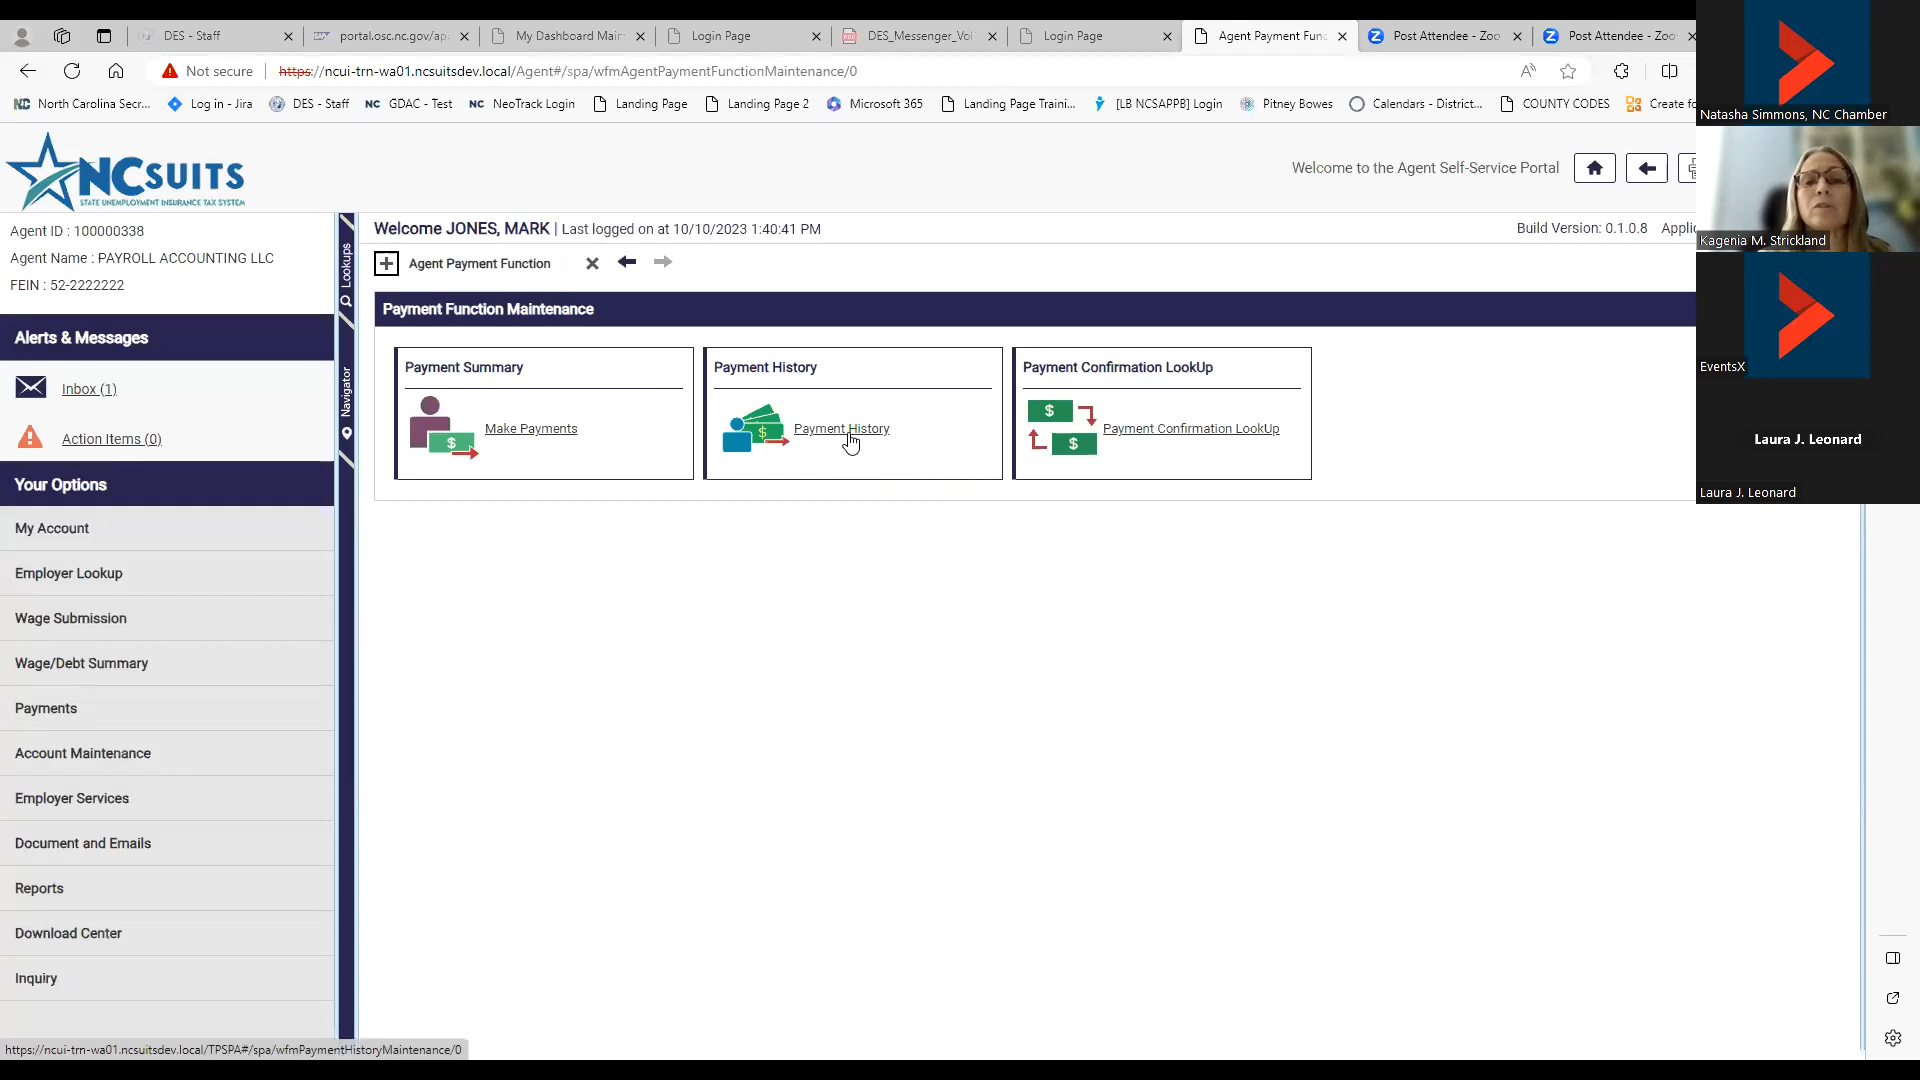 DES - Staff
portal.osc.nc.gov/ap
My Dashboard Main
Login Page
DES_Messenger_Vol
Login Page
Agent Payment Func
Post Attendee - Zoo
Post Attendee - Zoo
Not secure
https://ncui-trn-wa01.ncsuitsdev.local/Agent#/spa/wfmAgentPaymentFunctionMaintenance/0
NC North Carolina Secr...
Log in - Jira
DES - Staff
NC GDAC - Test
NC NeoTrack Login
Landing Page
Landing Page 2
Microsoft 365
Landing Page Traini...
[LB NCSAPPB] Login
Pitney Bowes
Calendars - District...
COUNTY CODES
Create fo
Natasha Simmons, NC Chamber
NCSUITS
STATE UNEMPLOYMENT INSURANCE TAX SYSTEM
Welcome to the Agent Self-Service Portal
Kagenia M. Strickland
Agent ID : 100000338
Agent Name : PAYROLL ACCOUNTING LLC
FEIN : 52-2222222
Lookups
Navigator
Welcome JONES, MARK | Last logged on at 10/10/2023 1:40:41 PM
Build Version: 0.1.0.8
Applic
Agent Payment Function
Payment Function Maintenance
Payment Summary
Make Payments
Payment History
Payment History
Payment Confirmation LookUp
Payment Confirmation LookUp
EventsX
Laura J. Leonard
Laura J. Leonard
Alerts & Messages
Inbox (1)
Action Items (0)
Your Options
My Account
Employer Lookup
Wage Submission
Wage/Debt Summary
Payments
Account Maintenance
Employer Services
Document and Emails
Reports
Download Center
Inquiry
https://ncui-trn-wa01.ncsuitsdev.local/TPSPA#/spa/wfmPaymentHistoryMaintenance/0